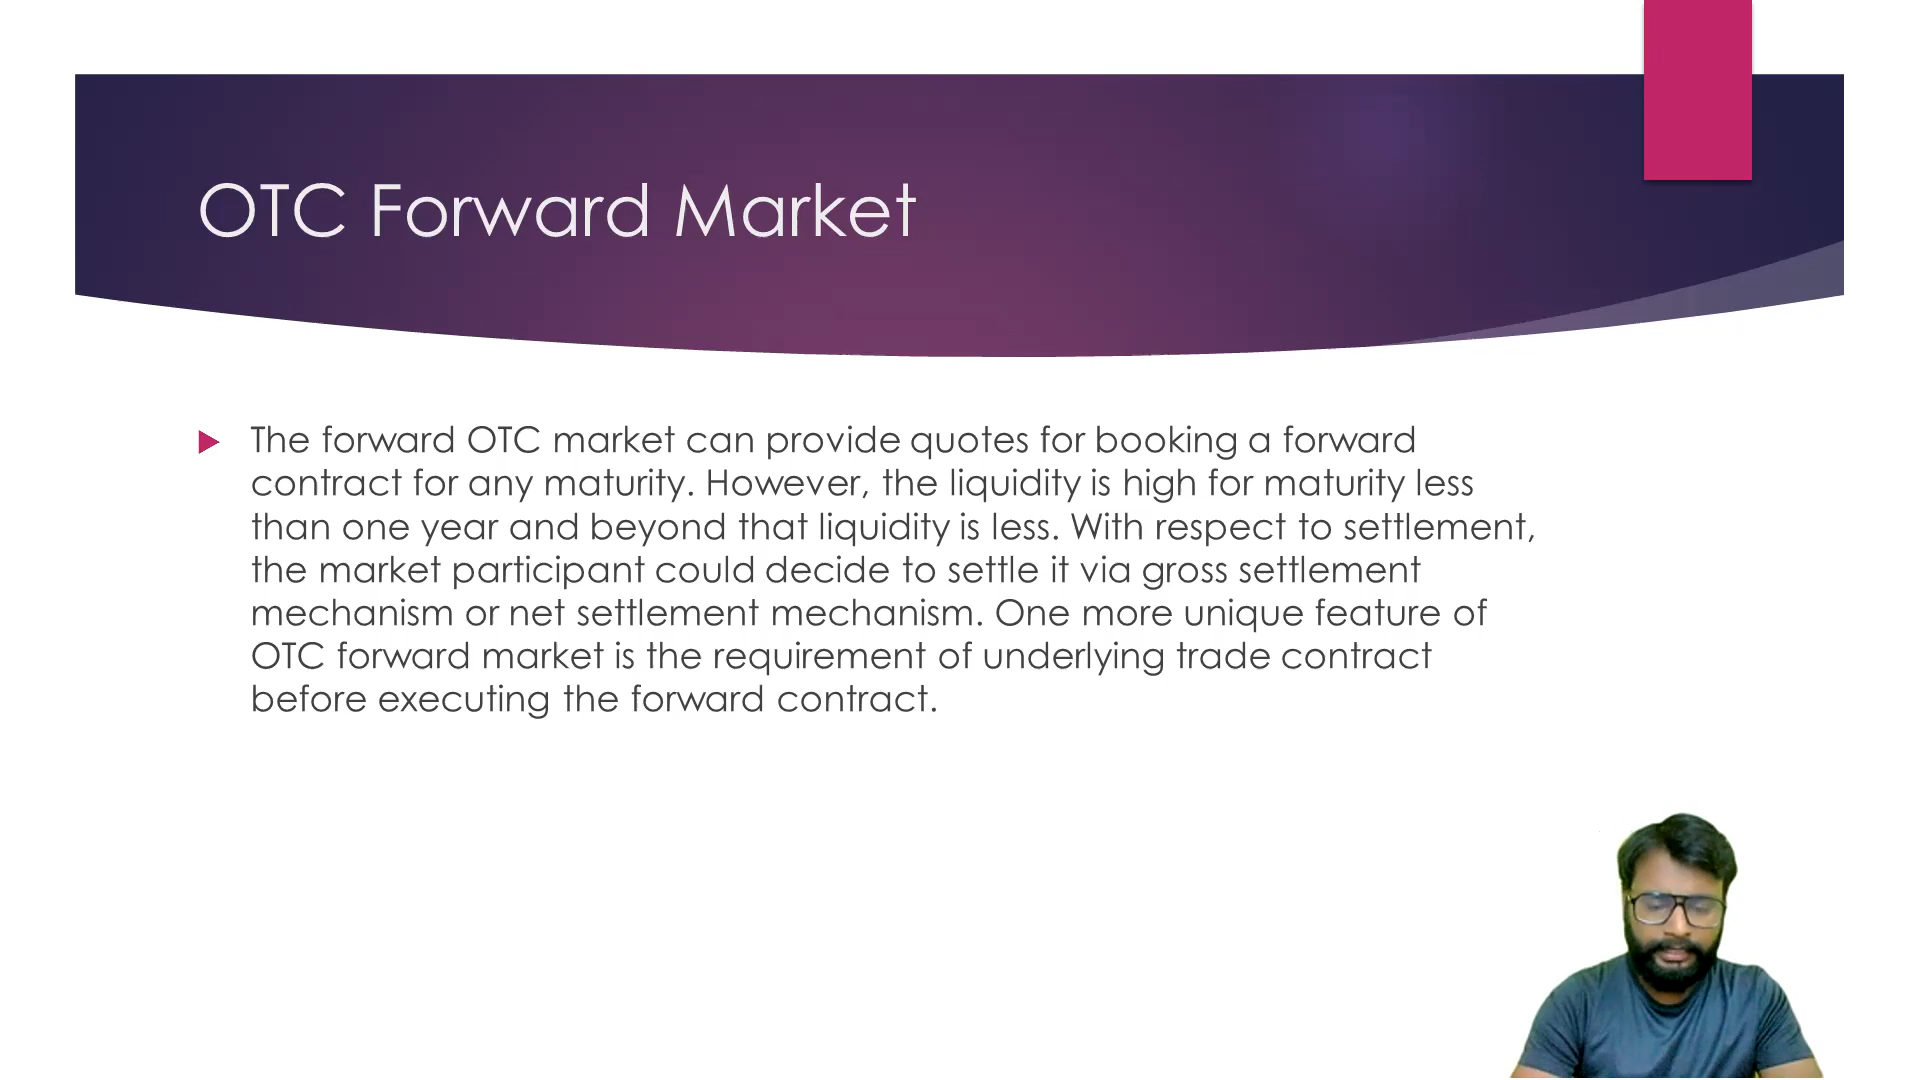 OTC Forward Market
The forward OTC market can provide quotes for booking a forward
contract for any maturity. However, the liquidity is high for maturity less
than one year and beyond that liquidity is less. With respect to settlement,
the market participant could decide to settle it via gross settlement
mechanism or net settlement mechanism. One more unique feature of
OTC forward market is the requirement of underlying trade contract
before executing the forward contract.